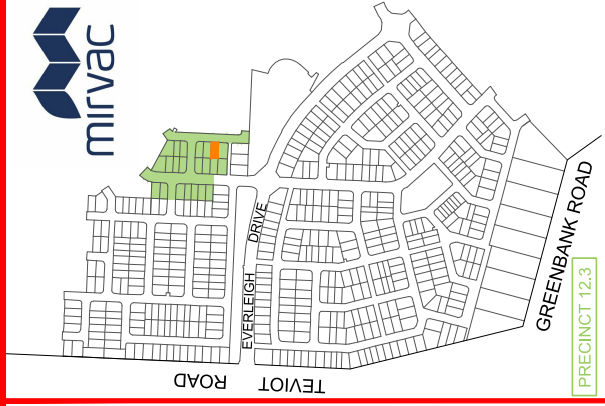 mirvac
EVERLEIGH DRIVE
GREENBANK ROAD
TEVIOT ROAD
PRECINCT 12.3